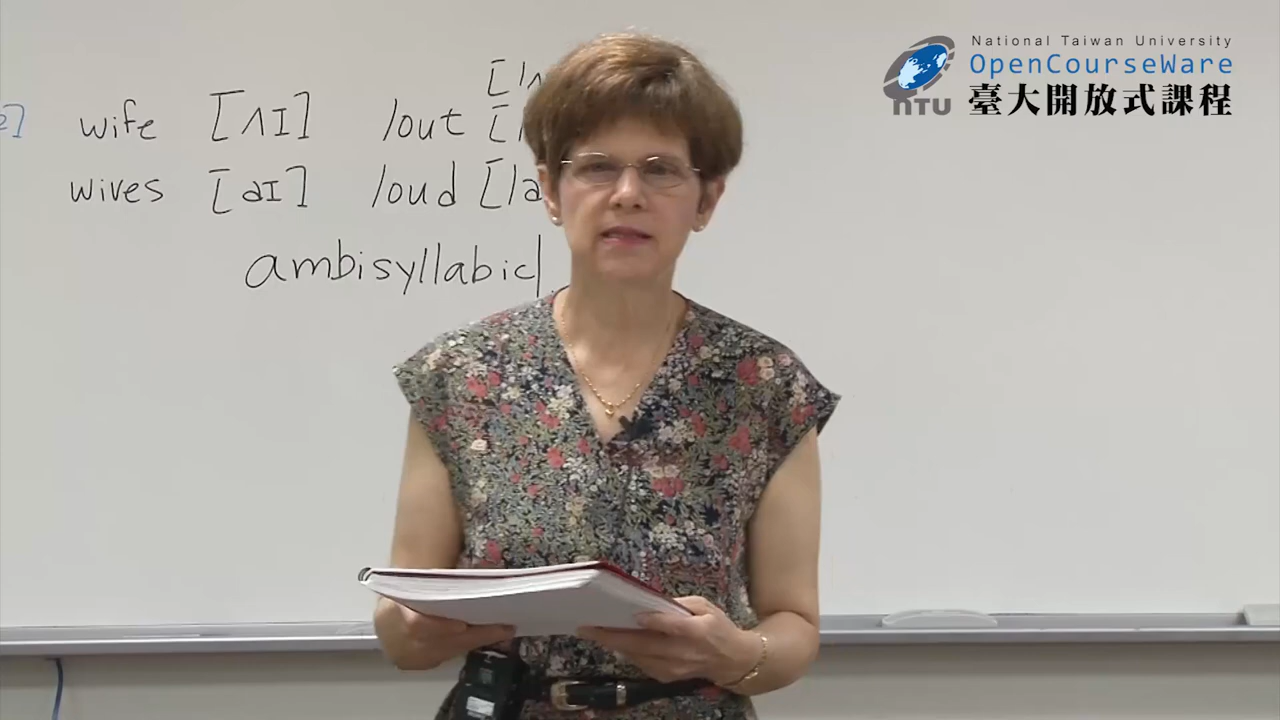 National Taiwan University
OpenCourseWare
NTU 臺大開放式課程
wife [ʌɪ] lout
wives [aɪ] loud [la
ambisyllabic